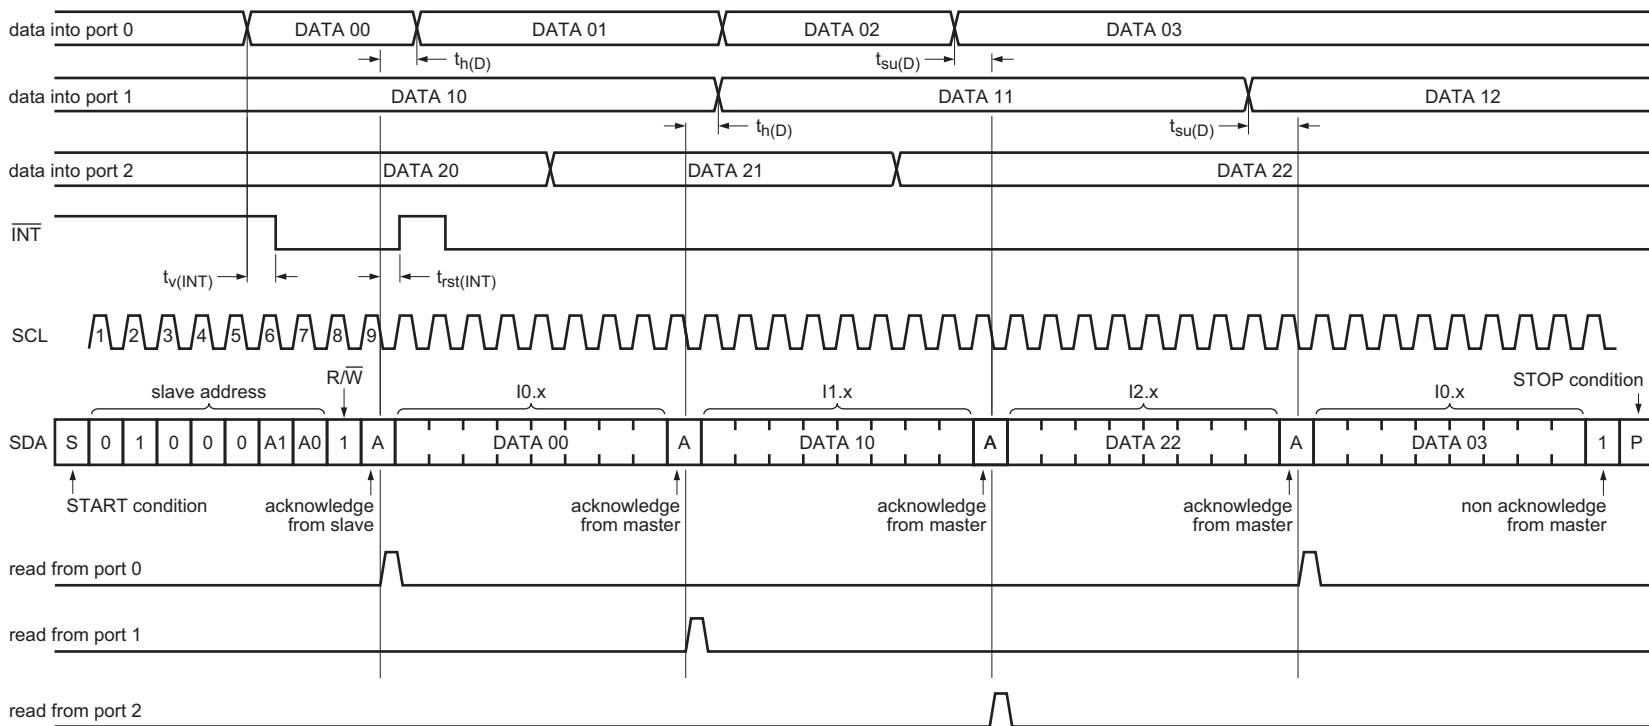 data into port 0 DATA 00 DATA 01 DATA 02 DATA 03
th(D) tsu(D)
data into port 1 DATA 10 DATA 11 DATA 12
th(D) tsu(D)
data into port 2 DATA 20 DATA 21 DATA 22
INT
tv(INT) trst(INT)
SCL 1 2 3 4 5 6 7 8 9
R/W STOP condition
slave address I0.x I1.x I2.x I0.x
SDA S 0 1 0 0 0 A1 A0 1 A DATA 00 A DATA 10 A DATA 22 A DATA 03 1 P
START condition acknowledge acknowledge acknowledge acknowledge non acknowledge
from slave from master from master from master from master
read from port 0
read from port 1
read from port 2